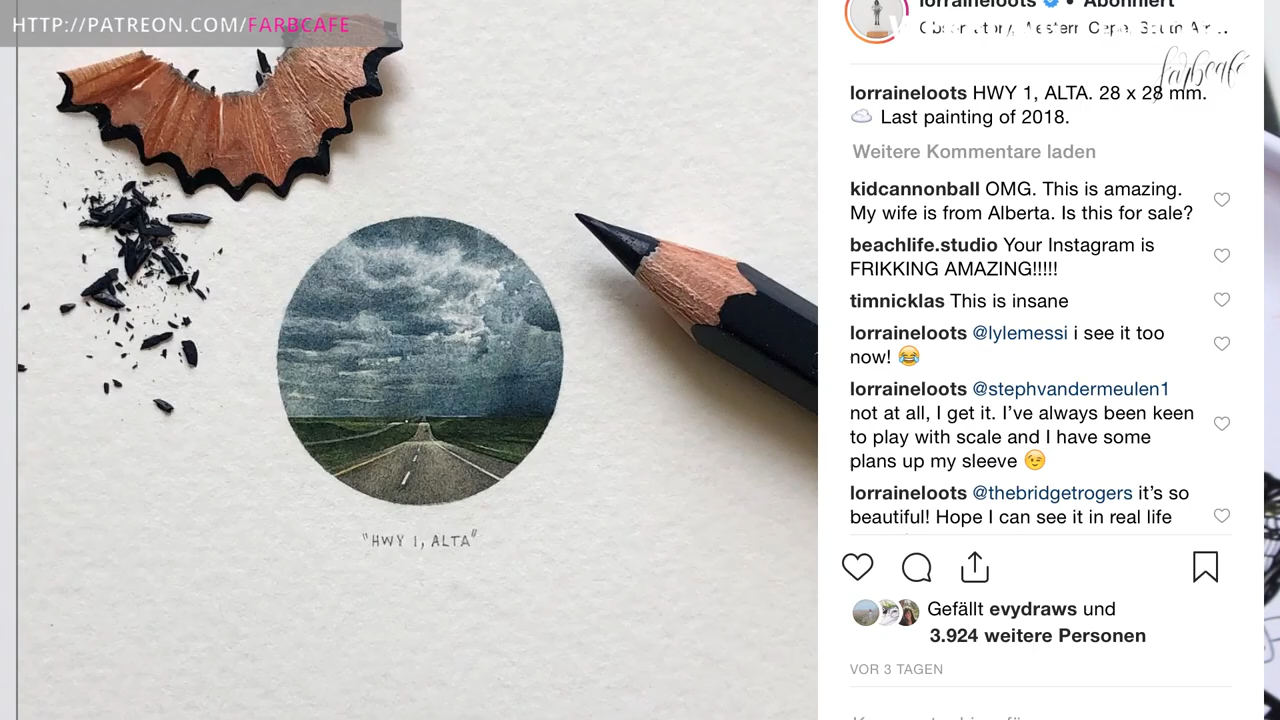 HTTP://PATREON.COM/FARBCAFE
lorraineloots • Abonniert
farbcafé
lorraineloots HWY 1, ALTA. 28 x 28 mm.
☁️ Last painting of 2018.
Weitere Kommentare laden
kidcannonball OMG. This is amazing.
My wife is from Alberta. Is this for sale?
beachlife.studio Your Instagram is
FRIKKING AMAZING!!!!!
timnicklas This is insane
lorraineloots @lylemessi i see it too
now! 😂
lorraineloots @stephvandermeulen1
not at all, I get it. I’ve always been keen
to play with scale and I have some
plans up my sleeve 😉
lorraineloots @thebridgetrogers it’s so
beautiful! Hope I can see it in real life
"HWY 1, ALTA"
Gefällt evydraws und
3.924 weitere Personen
VOR 3 TAGEN